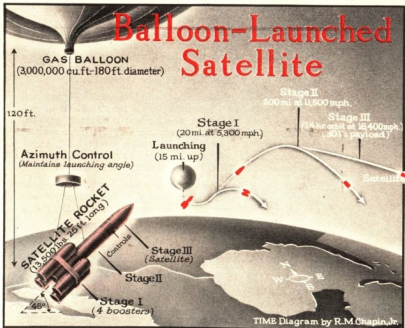 Balloon-Launched
Satellite
GAS BALLOON
(3,000,000 cu.ft-180 ft. diameter)
120 ft.
Azimuth Control
(Maintains launching angle)
Launching
(15 mi. up)
Stage I
(20 mi. at 5,300 mph.)
Stage II
200 mi at 11,500 mph.
Stage III
Satellite
SATELLITE ROCKET
(13,500 lbs. 25 ft. long)
Controls
Stage III
(Satellite)
Stage II
Stage I
(4 boosters)
45°
N
E
S
W
TIME Diagram by R.M.Chapin,Jr.